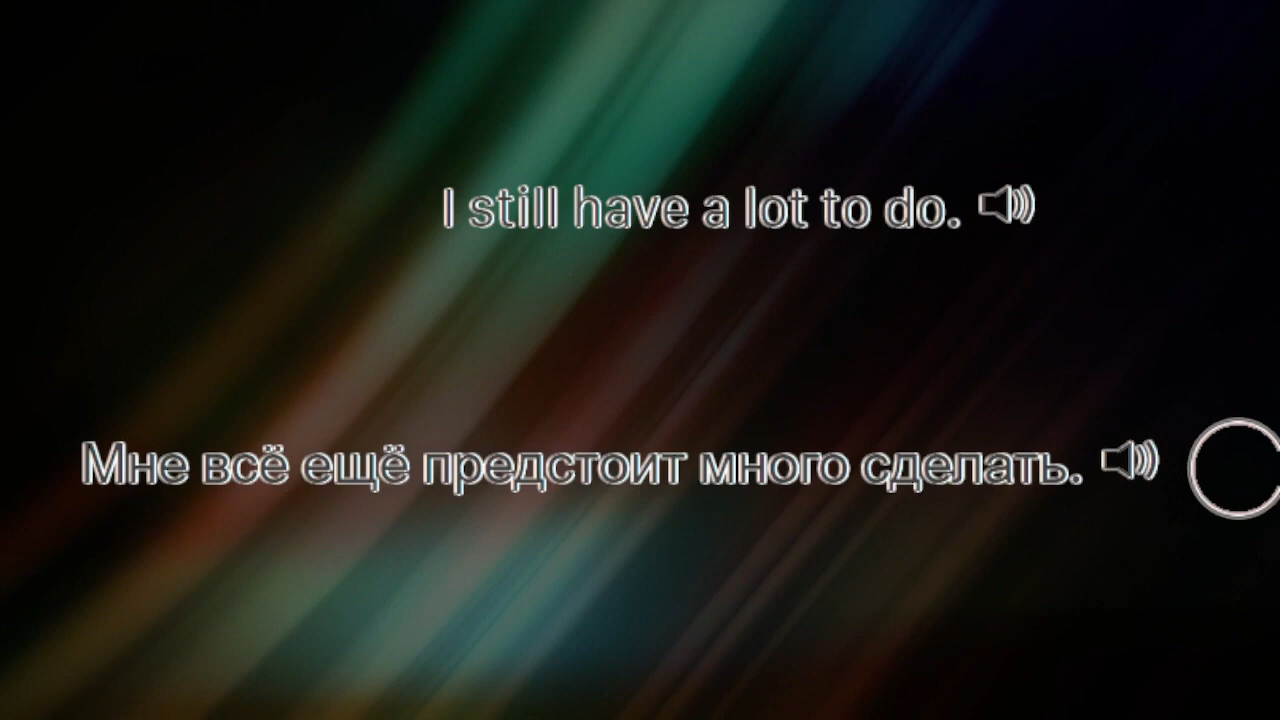 I still have a lot to do.
Мне всё ещё предстоит много сделать.